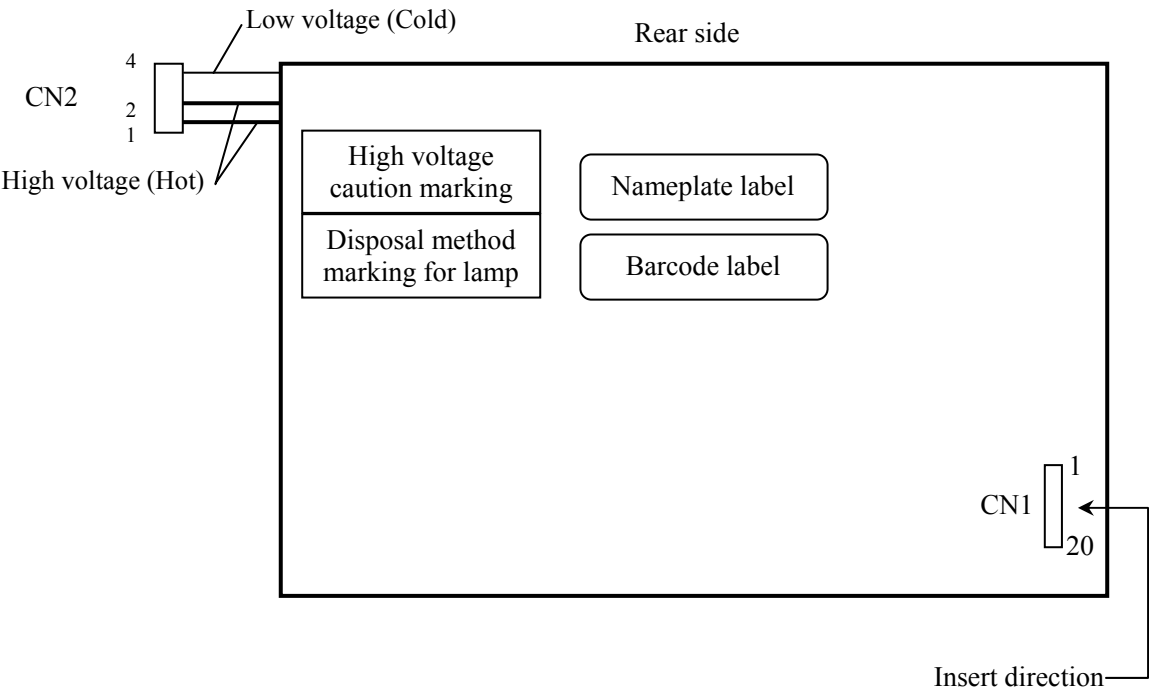 Low voltage (Cold)
Rear side
4
CN2
2
1
High voltage (Hot)
High voltage
caution marking
Nameplate label
Disposal method
marking for lamp
Barcode label
1
CN1
20
Insert direction